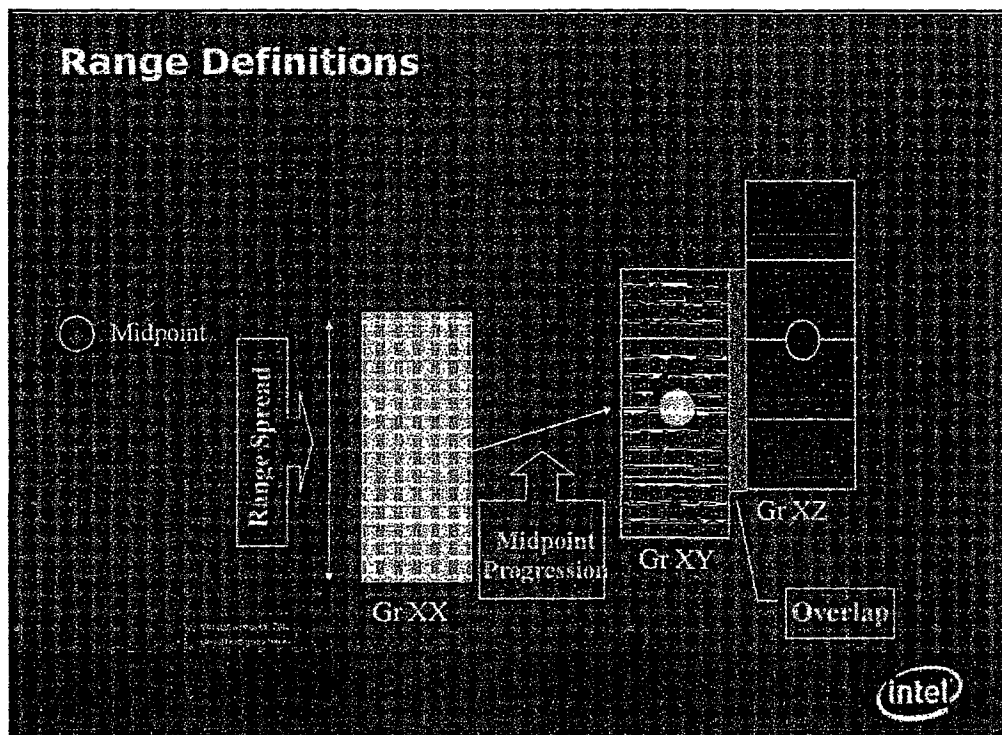 Range Definitions
Midpoint
Range Spread
Midpoint
Progression
Gr XX
Gr XY
Gr XZ
Overlap
intel